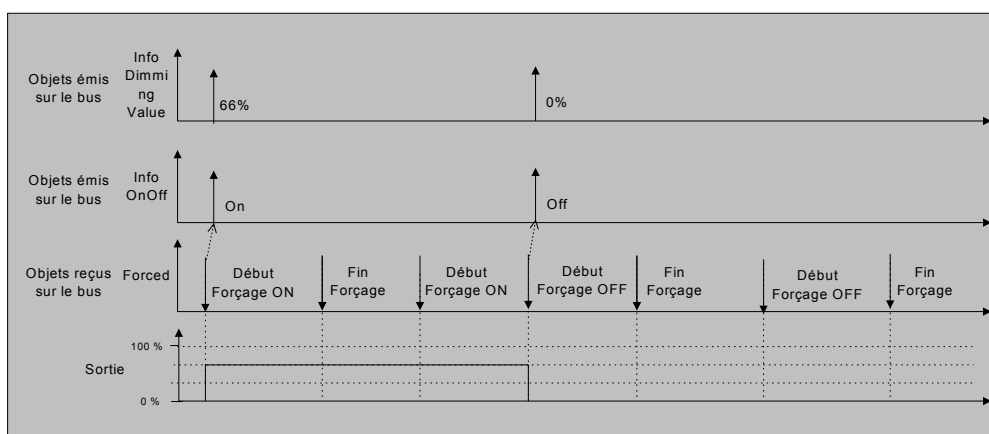 Objets émis
sur le bus
Info
Dimmi
ng
Value
66%
0%
Objets émis
sur le bus
Info
OnOff
On
Off
Objets reçus
sur le bus
Forced
Début
Forçage ON
Fin
Forçage
Début
Forçage ON
Début
Forçage OFF
Fin
Forçage
Début
Forçage OFF
Fin
Forçage
100 %
Sortie
0 %